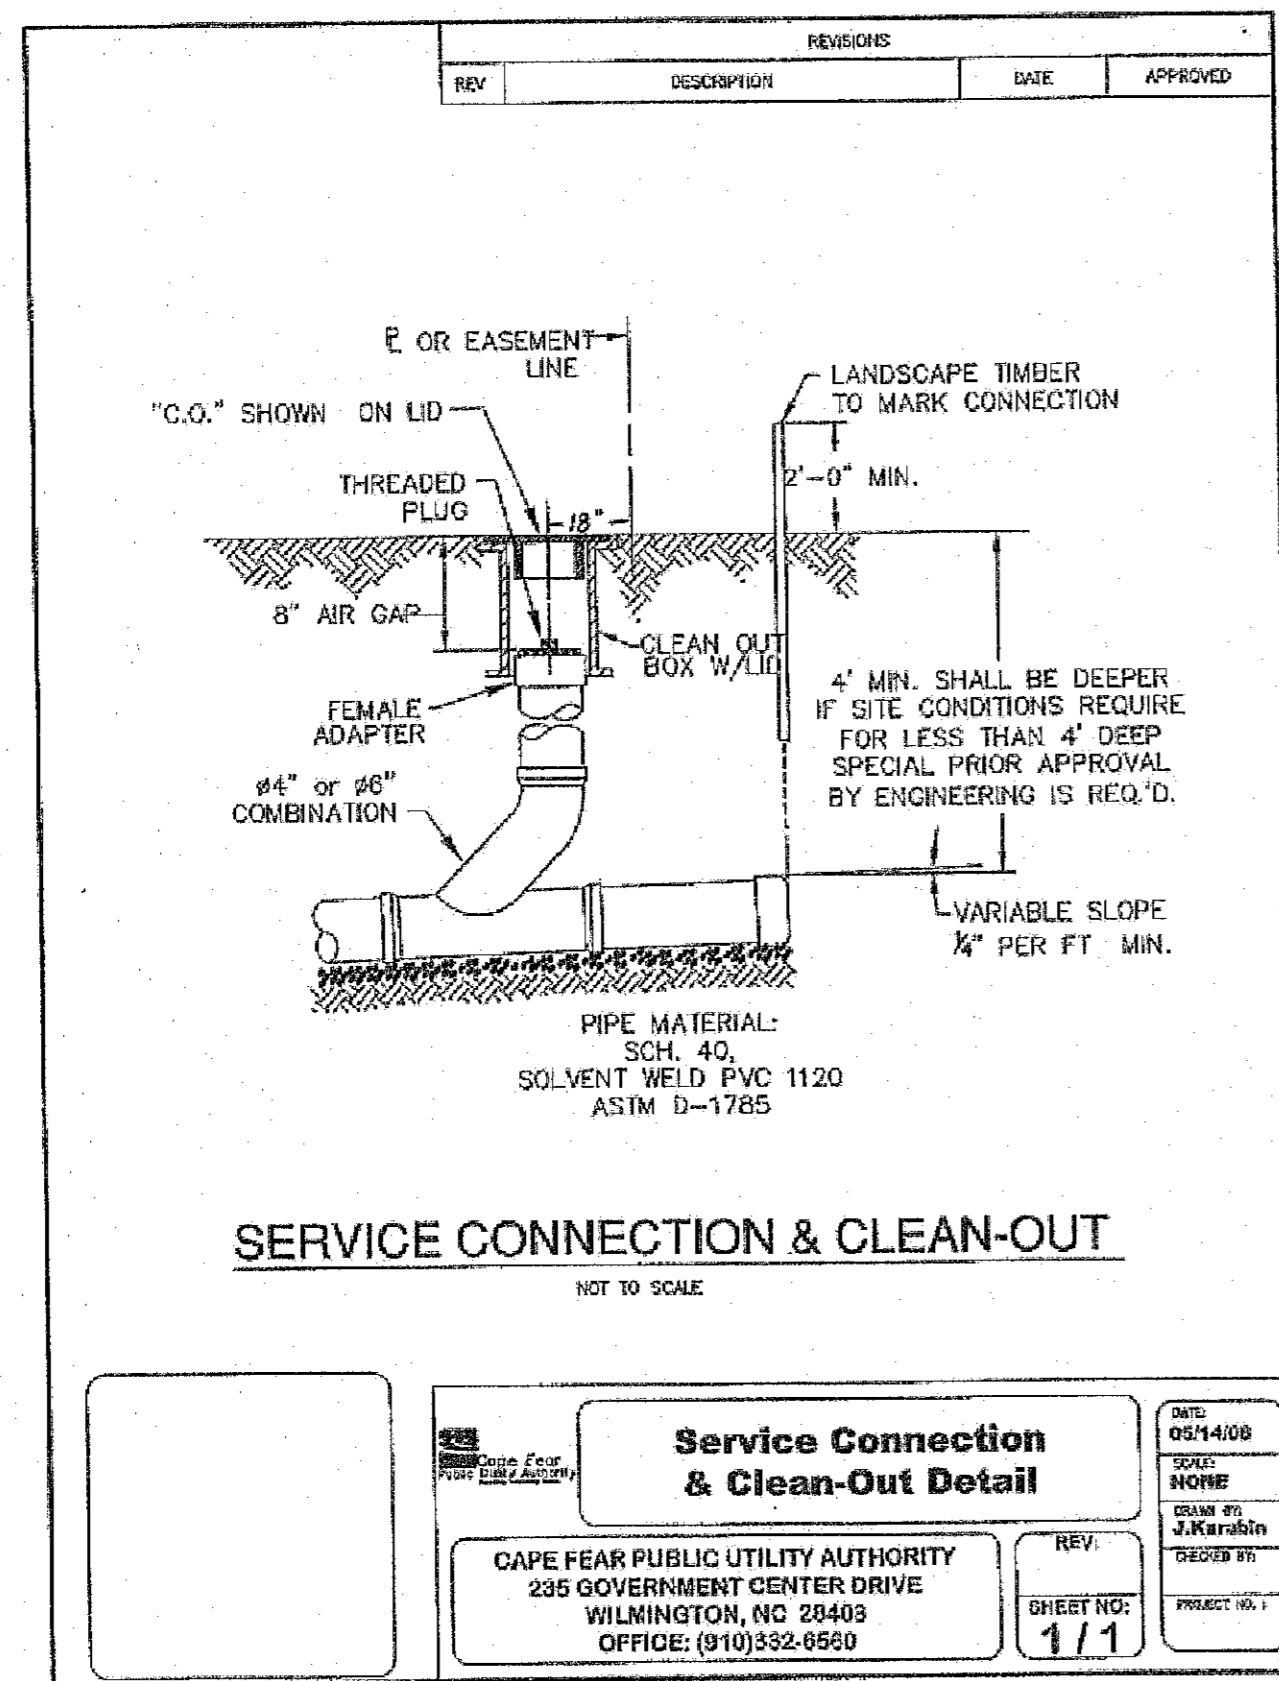 REVISIONS
REV DESCRIPTION DATE APPROVED
℄ OR EASEMENT
LINE
"C.O." SHOWN ON LID
LANDSCAPE TIMBER
TO MARK CONNECTION
THREADED
PLUG
2'-0" MIN.
18"
8" AIR GAP
CLEAN OUT
BOX W/LID
FEMALE
ADAPTER
4' MIN. SHALL BE DEEPER
IF SITE CONDITIONS REQUIRE
FOR LESS THAN 4' DEEP
SPECIAL PRIOR APPROVAL
BY ENGINEERING IS REQ.'D.
ø4" or ø6"
COMBINATION
VARIABLE SLOPE
¼" PER FT MIN.
PIPE MATERIAL:
SCH. 40,
SOLVENT WELD PVC 1120
ASTM D-1785
SERVICE CONNECTION & CLEAN-OUT
NOT TO SCALE
Cape Fear
Public Utility Authority
Service Connection
& Clean-Out Detail
CAPE FEAR PUBLIC UTILITY AUTHORITY
235 GOVERNMENT CENTER DRIVE
WILMINGTON, NC 28403
OFFICE: (910)332-6560
REV:
SHEET NO:
1 / 1
DATE:
05/14/08
SCALE:
NONE
DRAWN BY:
J.Karabin
CHECKED BY:
PROJECT NO. :